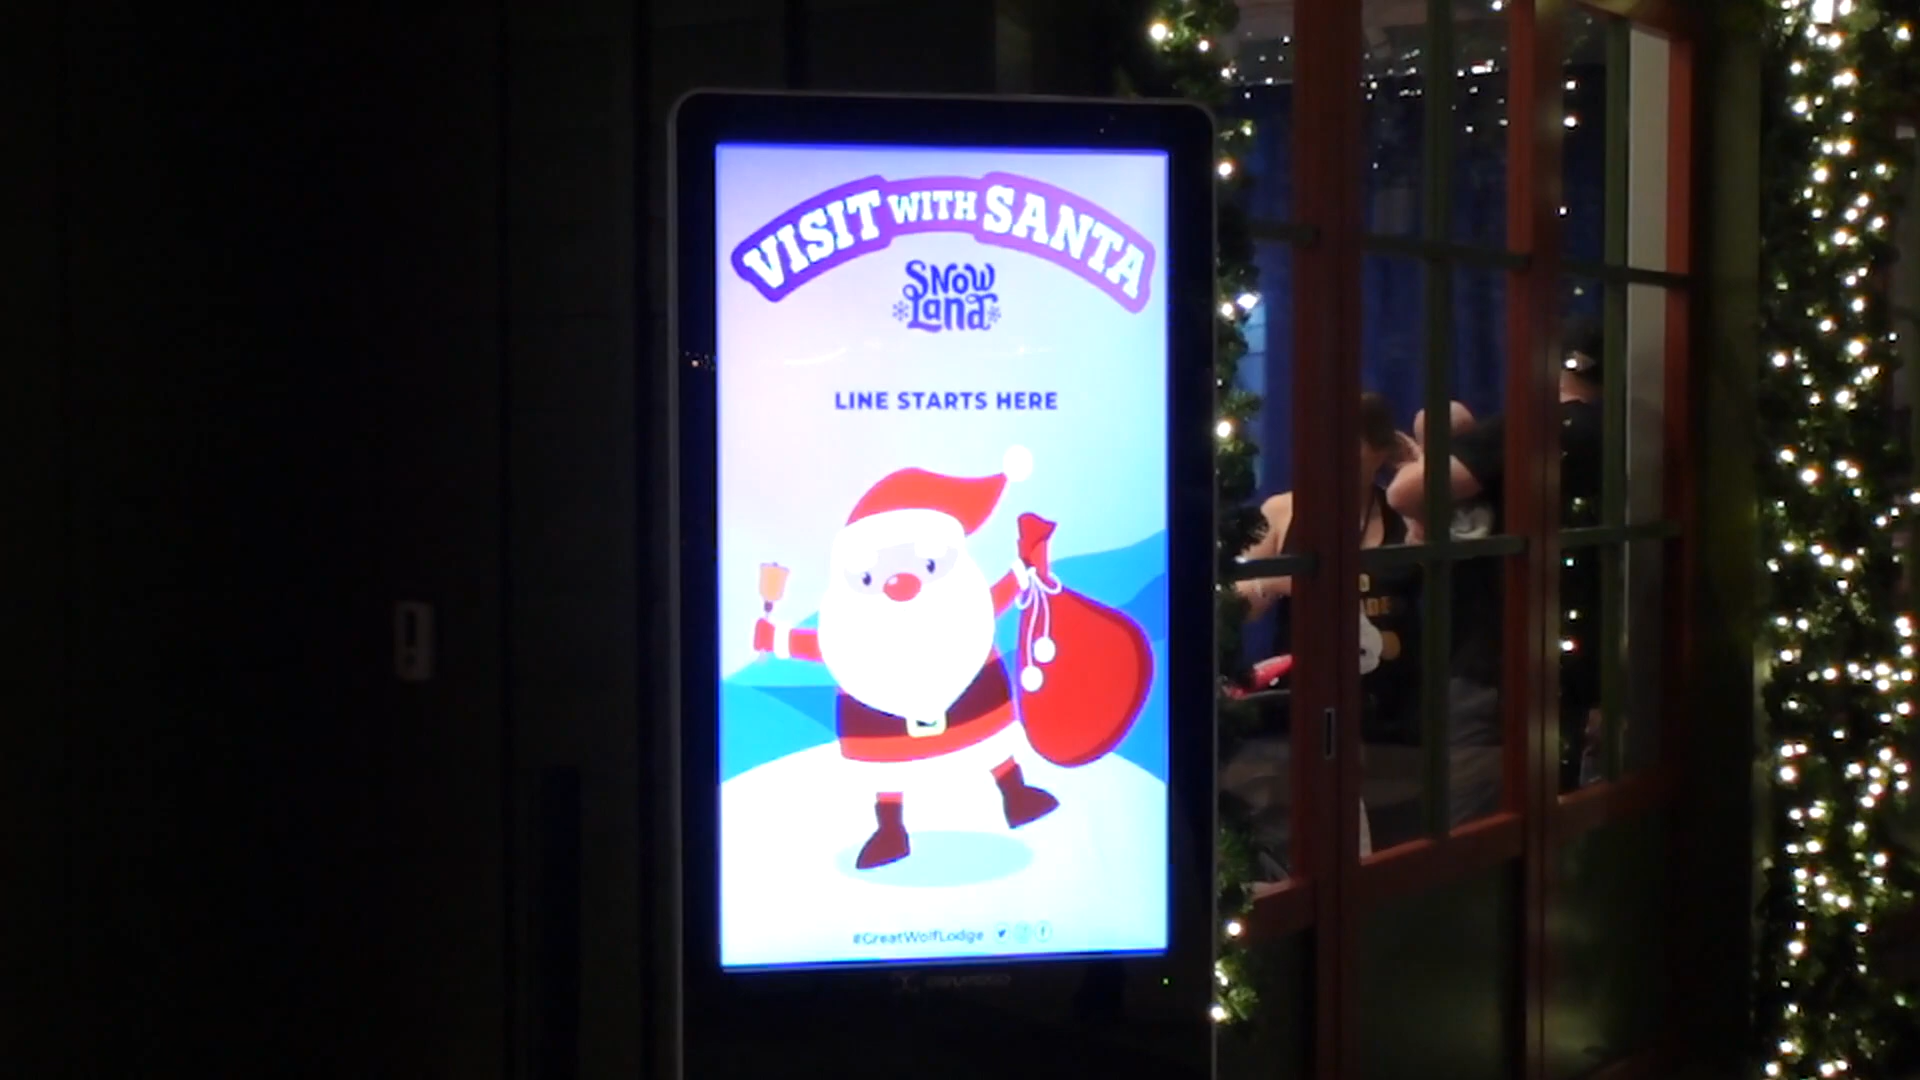 VISIT WITH SANTA
SNOW
LAND
LINE STARTS HERE
#GreatWolfLodge